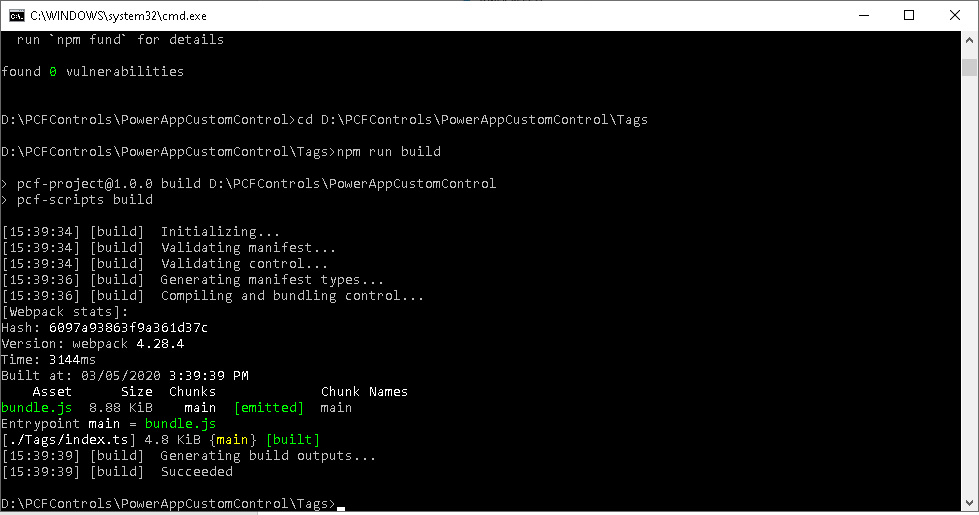 C:\WINDOWS\system32\cmd.exe
run `npm fund` for details
found 0 vulnerabilities
D:\PCFControls\PowerAppCustomControl>cd D:\PCFControls\PowerAppCustomControl\Tags
D:\PCFControls\PowerAppCustomControl\Tags>npm run build
> pcf-project@1.0.0 build D:\PCFControls\PowerAppCustomControl
> pcf-scripts build
[15:39:34] [build]  Initializing...
[15:39:34] [build]  Validating manifest...
[15:39:34] [build]  Validating control...
[15:39:36] [build]  Generating manifest types...
[15:39:36] [build]  Compiling and bundling control...
[Webpack stats]:
Hash: 6097a93863f9a361d37c
Version: webpack 4.28.4
Time: 3144ms
Built at: 03/05/2020 3:39:39 PM
Asset      Size  Chunks             Chunk Names
bundle.js  8.88 KiB    main  [emitted]  main
Entrypoint main = bundle.js
[./Tags/index.ts] 4.8 KiB {main} [built]
[15:39:39] [build]  Generating build outputs...
[15:39:39] [build]  Succeeded
D:\PCFControls\PowerAppCustomControl\Tags>